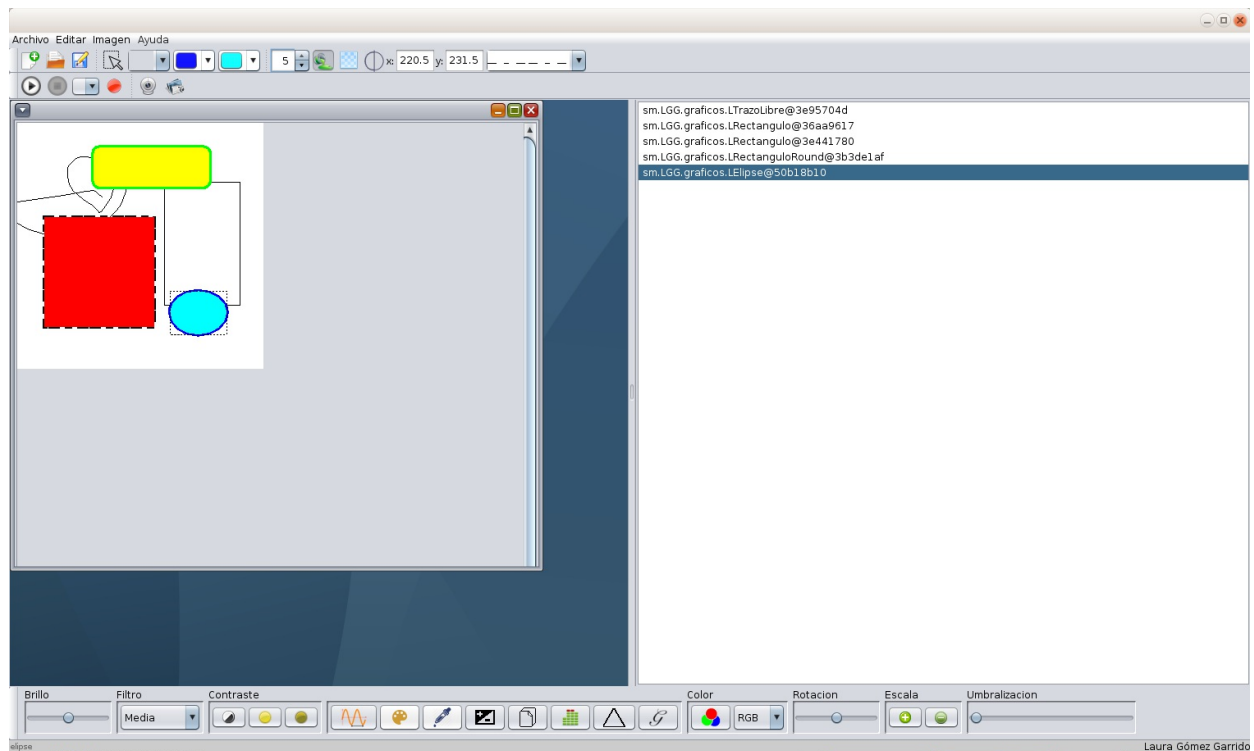 Archivo Editar Imagen Ayuda
5 x: 220.5 y: 231.5
sm.LGG.graficos.LTrazoLibre@3e95704d
sm.LGG.graficos.LRectangulo@36aa9617
sm.LGG.graficos.LRectangulo@3e441780
sm.LGG.graficos.LRectanguloRound@3b3de1af
sm.LGG.graficos.LElipse@50b18b10
Brillo Filtro Contraste Color Rotacion Escala Umbralizacion
Media RGB
elipse Laura Gómez Garrido